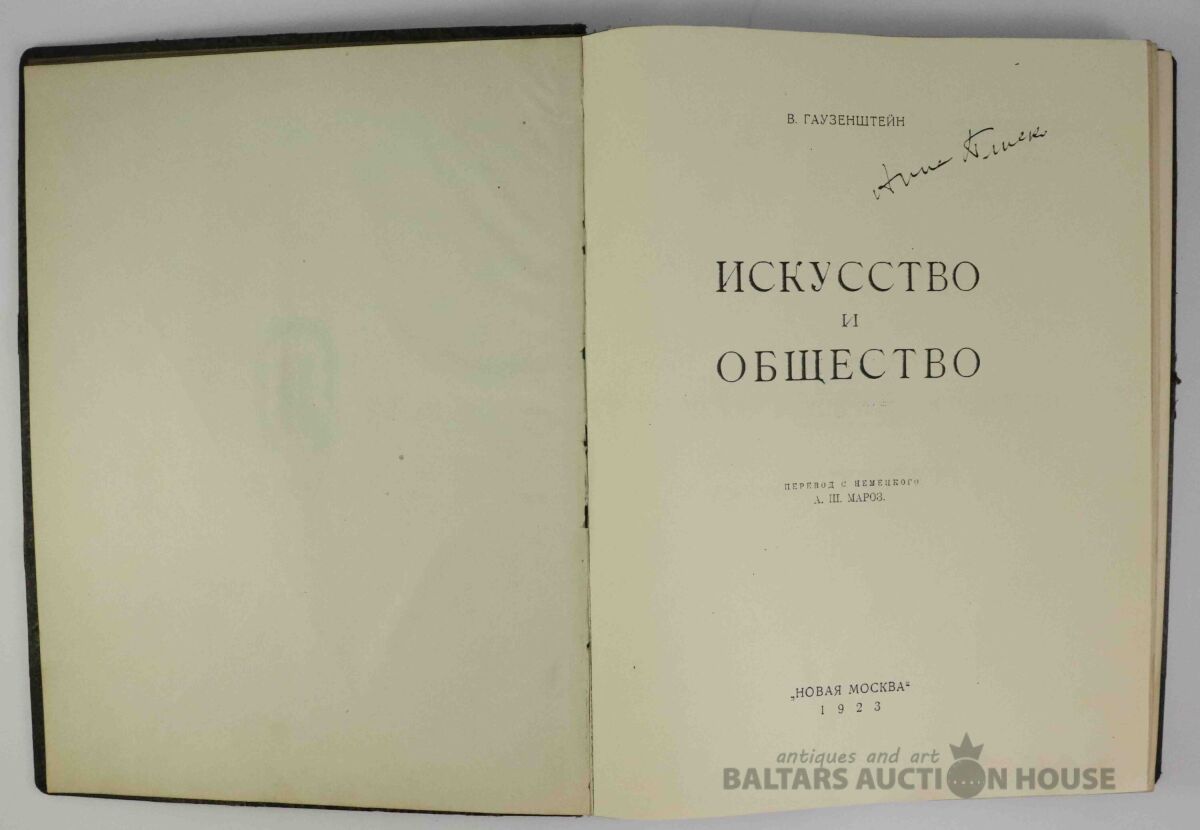 В. ГАУЗЕНШТЕЙН
ИСКУССТВО
И
ОБЩЕСТВО
ПЕРЕВОД С НЕМЕЦКОГО
А. Ш. МАРОЗ.
„НОВАЯ МОСКВА“
1923
antiques and art
BALTARS AUCTION HOUSE